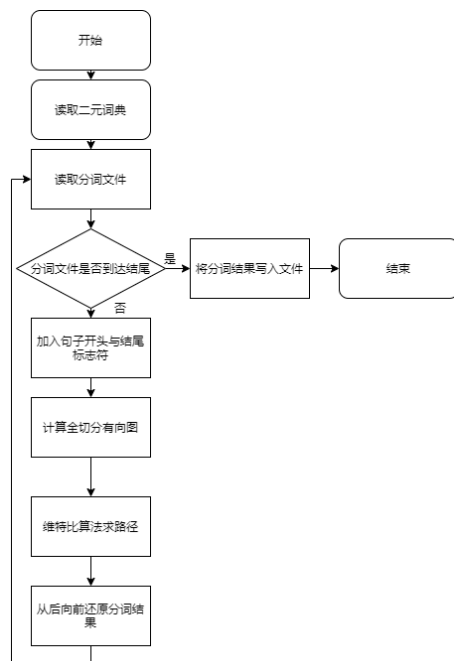 开始
读取二元词典
读取分词文件
分词文件是否到达结尾
是
将分词结果写入文件
结束
否
加入句子开头与结尾
标志符
计算全切分有向图
维特比算法求路径
从后向前还原分词结
果